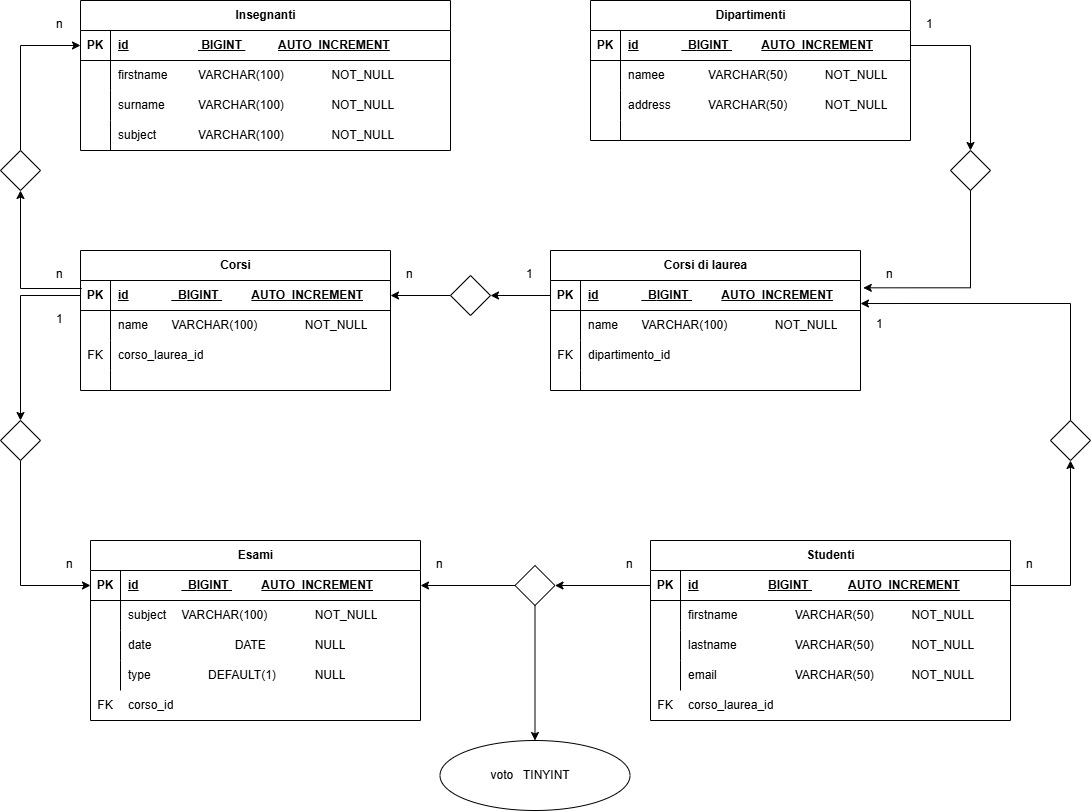 n
Insegnanti
PK id BIGINT AUTO_INCREMENT
firstname VARCHAR(100) NOT_NULL
surname VARCHAR(100) NOT_NULL
subject VARCHAR(100) NOT_NULL
Dipartimenti
1
PK id BIGINT AUTO_INCREMENT
namee VARCHAR(50) NOT_NULL
address VARCHAR(50) NOT_NULL
n
Corsi
1
PK id BIGINT AUTO_INCREMENT
name VARCHAR(100) NOT_NULL
FK corso_laurea_id
n
1
Corsi di laurea
n
PK id BIGINT AUTO_INCREMENT
1
name VARCHAR(100) NOT_NULL
FK dipartimento_id
n
Esami
n
PK id BIGINT AUTO_INCREMENT
subject VARCHAR(100) NOT_NULL
date DATE NULL
type DEFAULT(1) NULL
FK corso_id
n
Studenti
n
PK id BIGINT AUTO_INCREMENT
firstname VARCHAR(50) NOT_NULL
lastname VARCHAR(50) NOT_NULL
email VARCHAR(50) NOT_NULL
FK corso_laurea_id
voto TINYINT